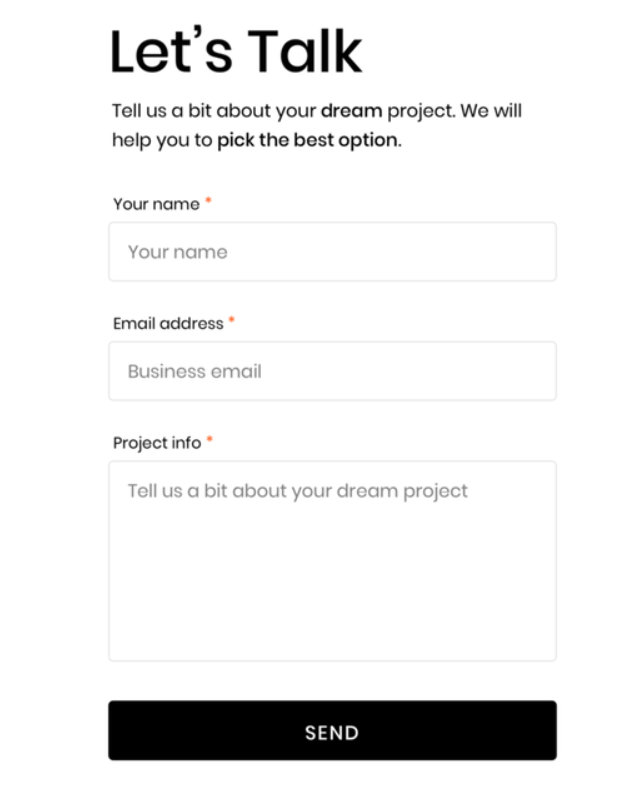 Let’s Talk
Tell us a bit about your dream project. We will
help you to pick the best option.
Your name *
Your name
Email address *
Business email
Project info *
Tell us a bit about your dream project
SEND